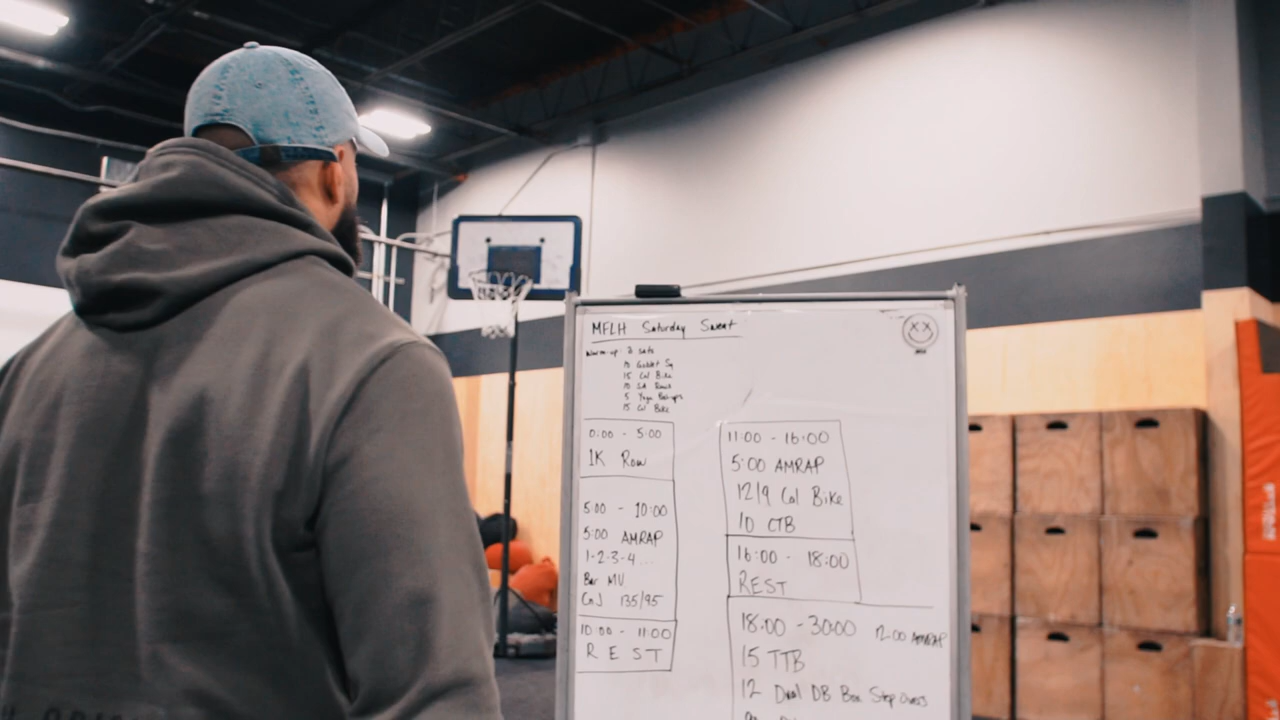 MFLH Saturday Sweat
Warm-up: 2 sets
10 Goblet Sq
15 Cal Bike
10 SA Rows
5 Yoga
15 Cal Bike
0:00 - 5:00
1K Row
5:00 - 10:00
5:00 AMRAP
1-2-3-4...
Bar MU
CnJ 135/95
10:00 - 11:00
REST
11:00 - 16:00
5:00 AMRAP
12/9 Cal Bike
10 CTB
16:00 - 18:00
REST
18:00 - 30:00 12:00 AMRAP
15 TTB
12 Dual DB Box Step Overs